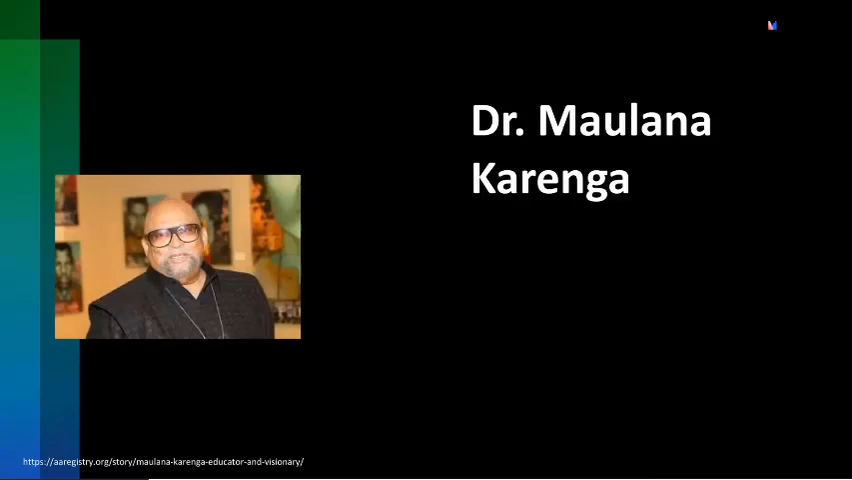 Dr. Maulana
Karenga
https://aaregistry.org/story/maulana-karenga-educator-and-visionary/